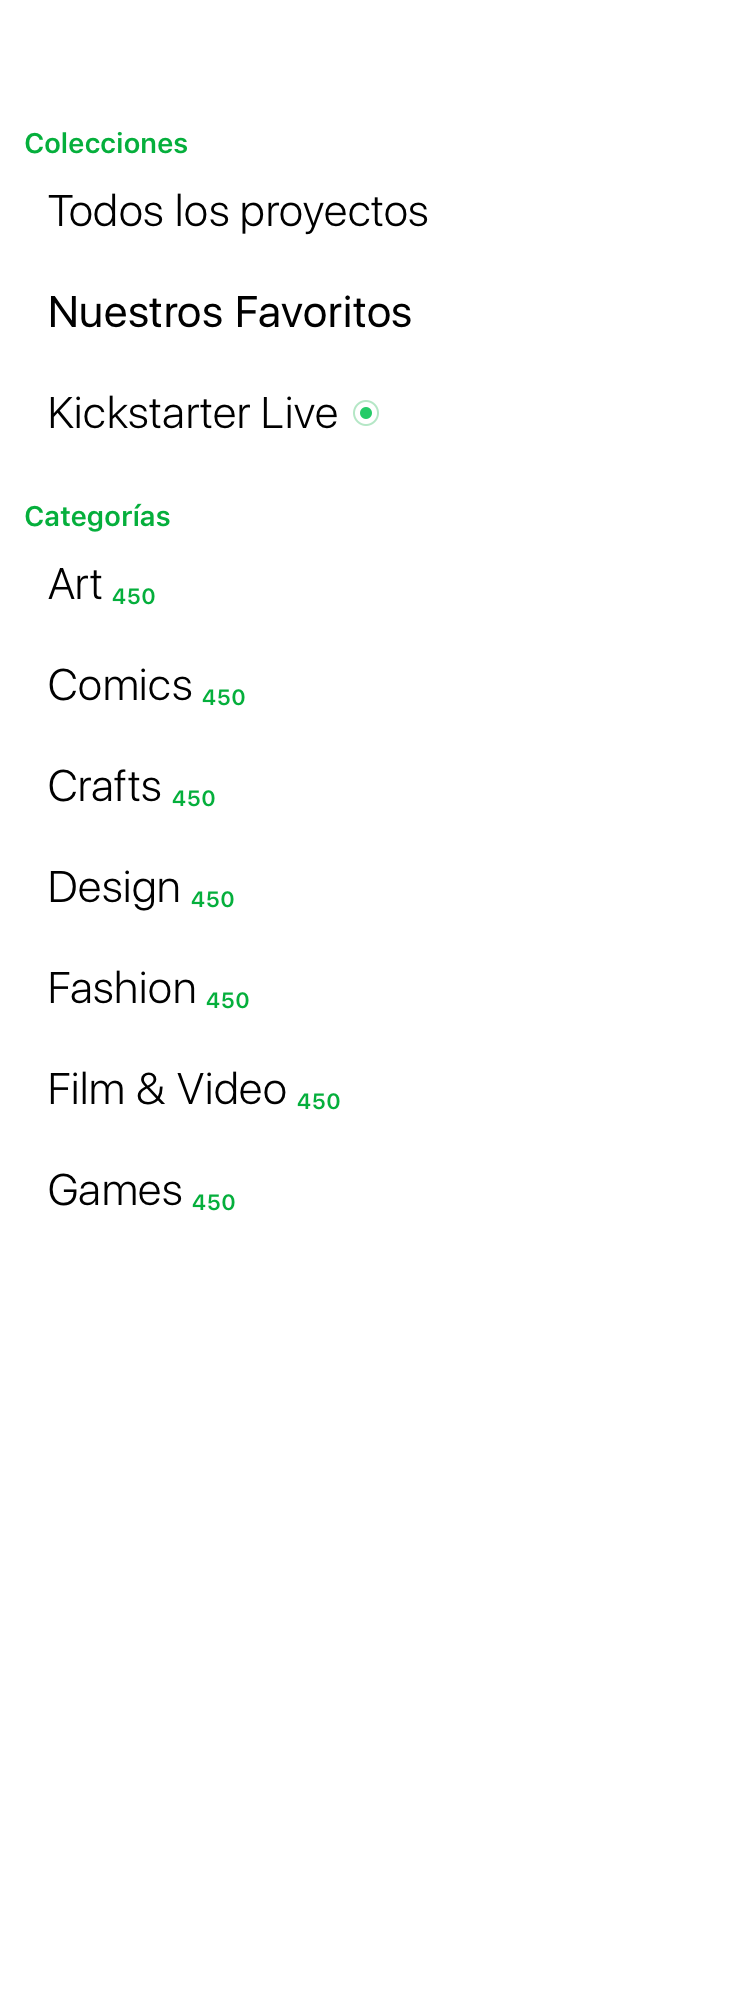 Colecciones
Todos los proyectos
Nuestros Favoritos
Kickstarter Live
Categorías
Art 450
Comics 450
Crafts 450
Design 450
Fashion 450
Film & Video 450
Games 450